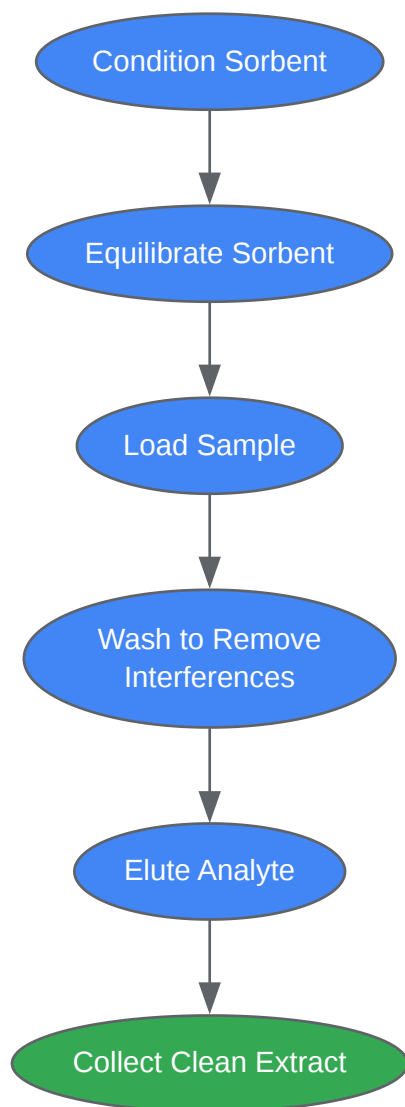 Condition Sorbent
Equilibrate Sorbent
Load Sample
Wash to Remove
Interferences
Elute Analyte
Collect Clean Extract